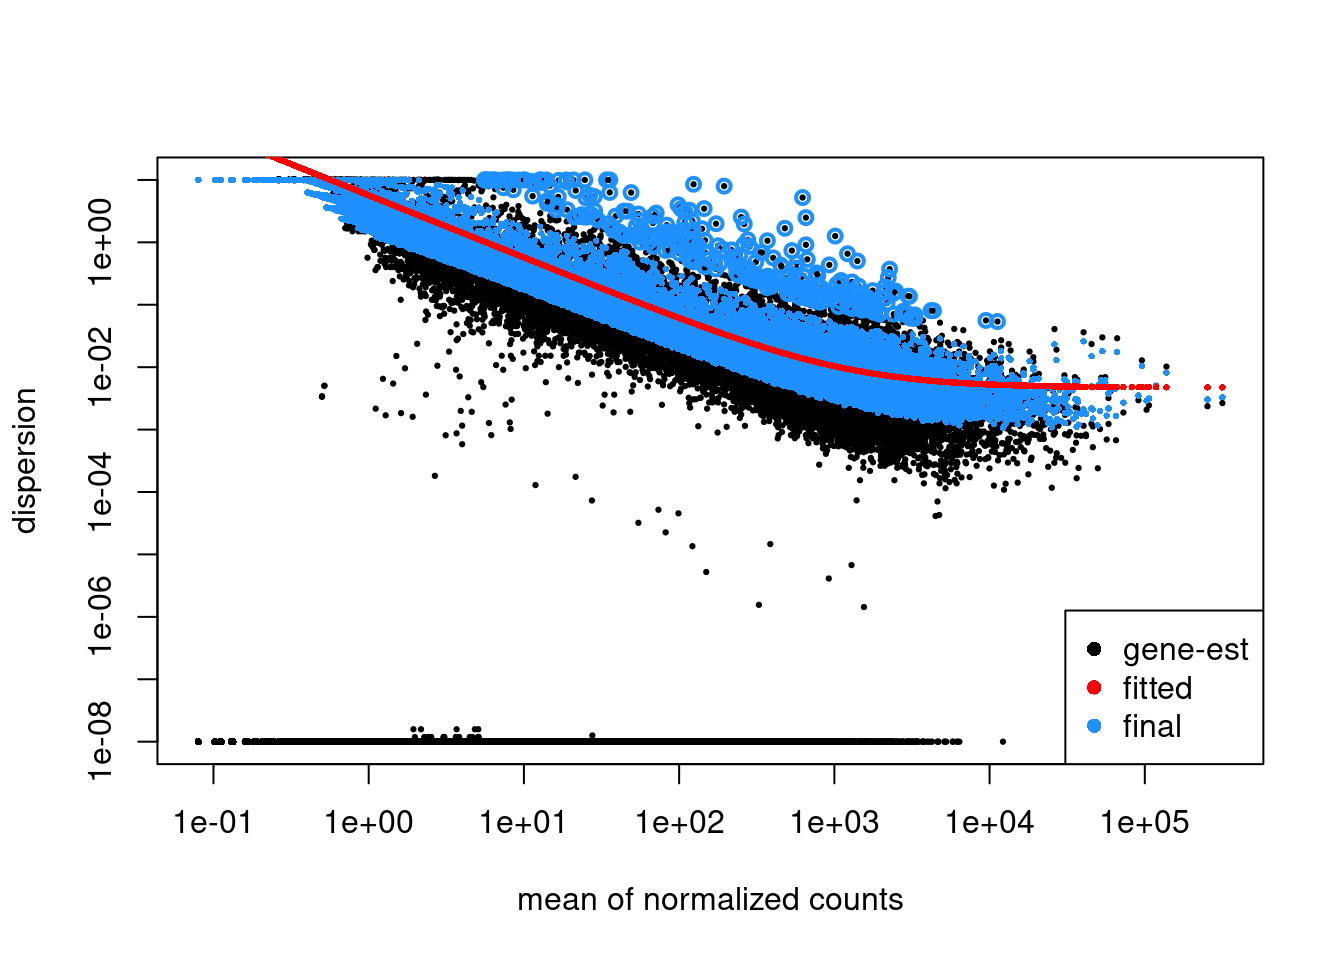 1e+00
1e-02
1e-04
1e-06
1e-08
dispersion
1e-01 1e+00 1e+01 1e+02 1e+03 1e+04 1e+05
mean of normalized counts
gene-est
fitted
final